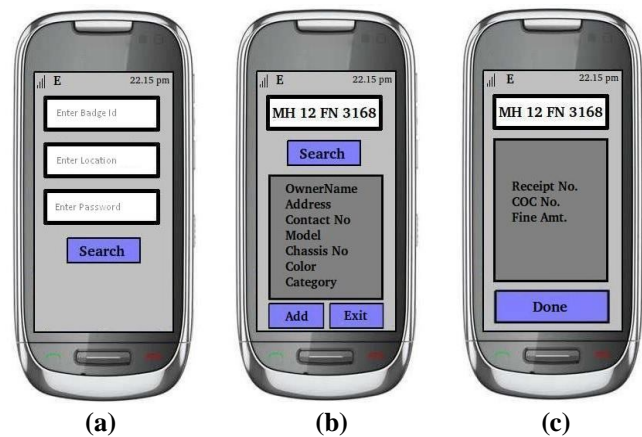 E 22.15 pm
Enter Badge Id
Enter Location
Enter Password
Search
(a)
E 22.15 pm
MH 12 FN 3168
Search
OwnerName
Address
Contact No
Model
Chassis No
Color
Category
Add Exit
(b)
E 22.15 pm
MH 12 FN 3168
Receipt No.
COC No.
Fine Amt.
Done
(c)